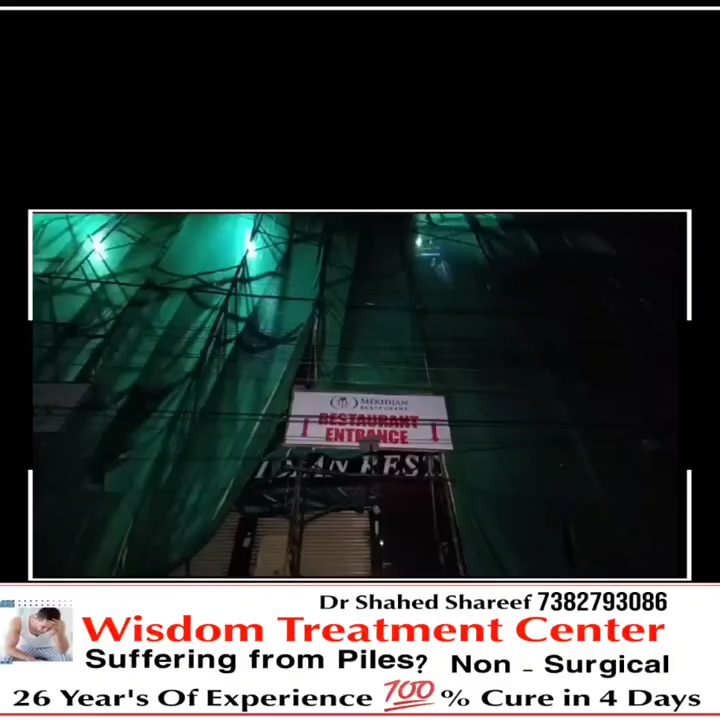 MERIDIAN
RESTAURANT
RESTAURANT
ENTRANCE
REST
Dr Shahed Shareef 7382793086
Wisdom Treatment Center
Suffering from Piles? Non - Surgical
26 Year's Of Experience 💯 % Cure in 4 Days